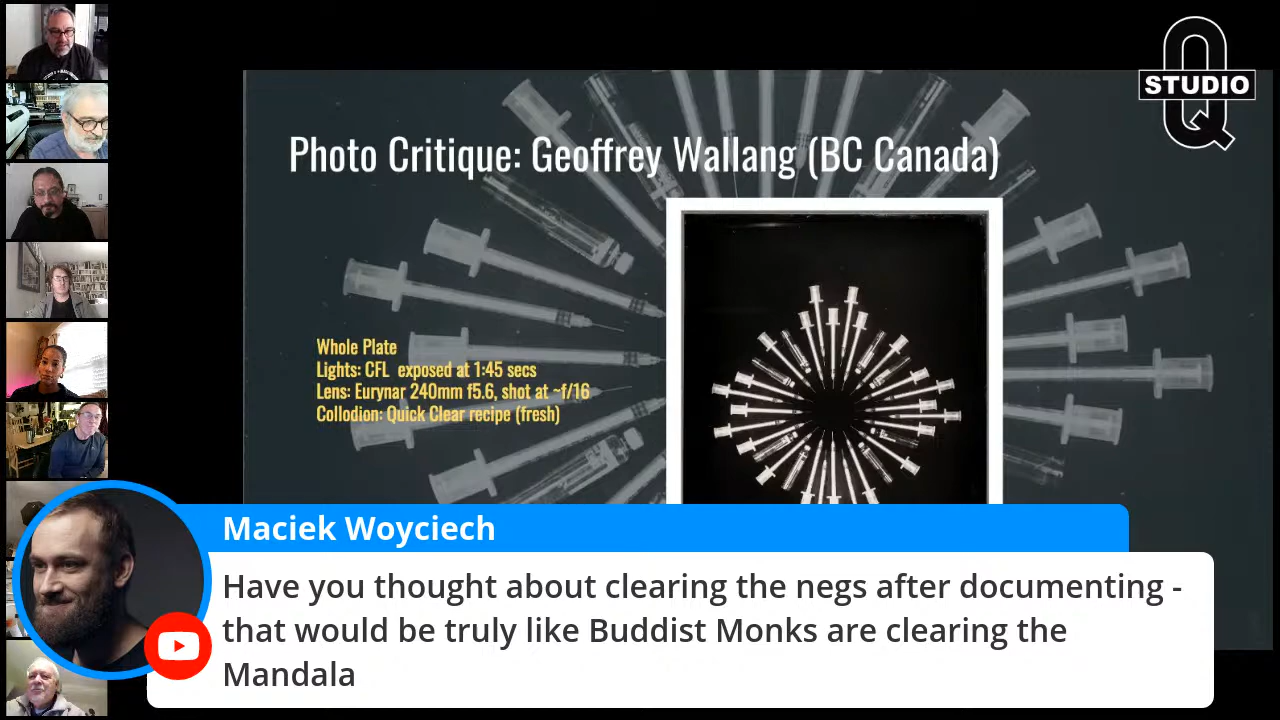 STUDIO
Q
Photo Critique: Geoffrey Wallang (BC Canada)
Whole Plate
Lights: CFL exposed at 1:45 secs
Lens: Eurynar 240mm f5.6, shot at ~f/16
Collodion: Quick Clear recipe (fresh)
Maciek Woyciech
Have you thought about clearing the negs after documenting -
that would be truly like Buddist Monks are clearing the
Mandala